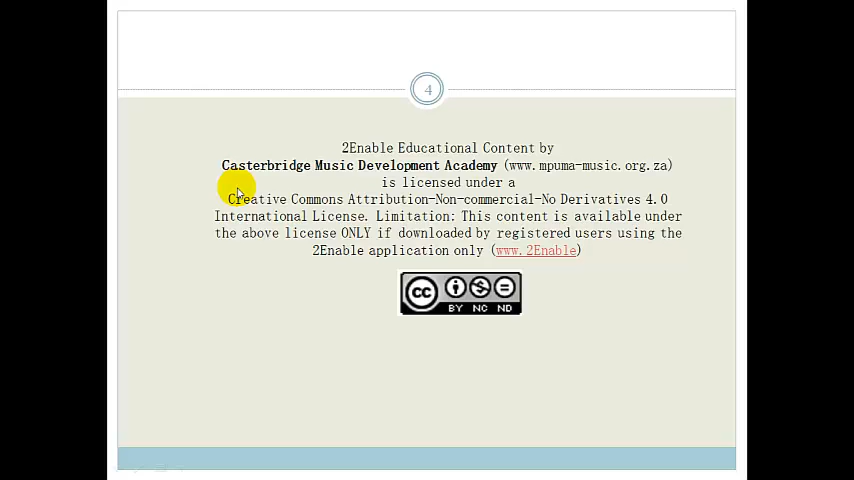 4
2Enable Educational Content by
Casterbridge Music Development Academy (www.mpuma-music.org.za)
is licensed under a
Creative Commons Attribution-Non-commercial-No Derivatives 4.0
International License. Limitation: This content is available under
the above license ONLY if downloaded by registered users using the
2Enable application only (www.2Enable)
cc
BY NC ND